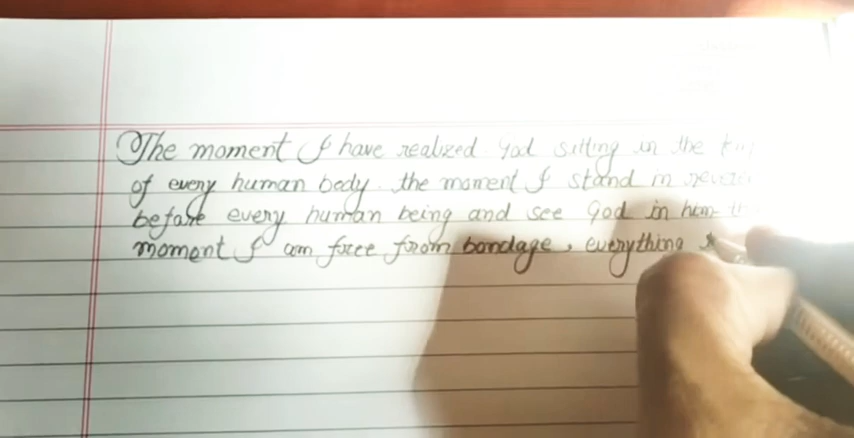 The moment I have realized God sitting in the
of every human body the moment I stand in
before every human being and see God in him
moment I am free from bondage, everything